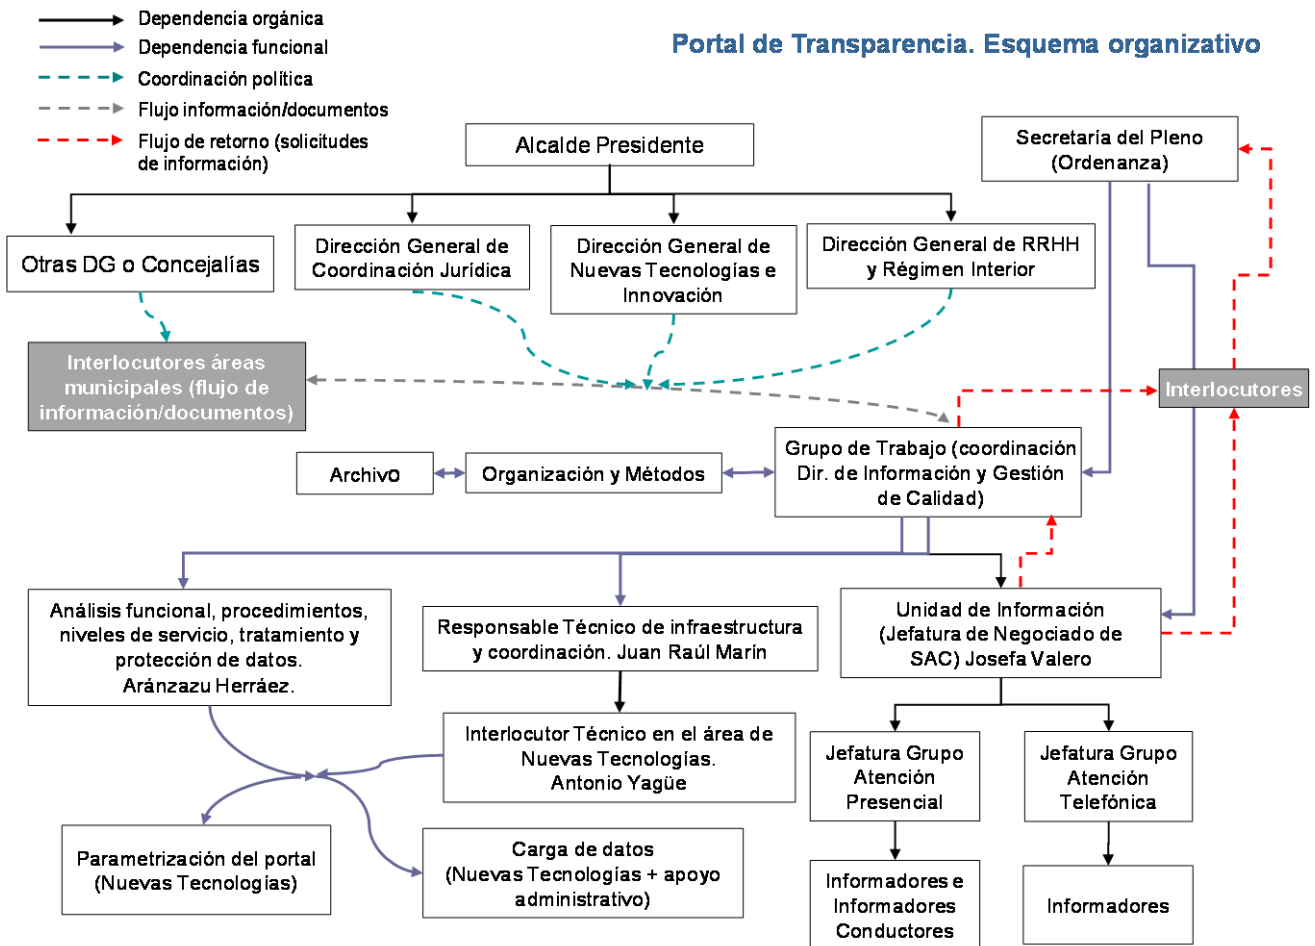 Dependencia orgánica
Dependencia funcional
Coordinación política
Flujo información/documentos
Flujo de retorno (solicitudes
de información)
Portal de Transparencia. Esquema organizativo
Alcalde Presidente
Secretaría del Pleno
(Ordenanza)
Otras DG o Concejalías
Dirección General de
Coordinación Jurídica
Dirección General de
Nuevas Tecnologías e
Innovación
Dirección General de RRHH
y Régimen Interior
Interlocutores áreas
municipales (flujo de
información/documentos)
Interlocutores
Archivo
Organización y Métodos
Grupo de Trabajo (coordinación
Dir. de Información y Gestión
de Calidad)
Análisis funcional, procedimientos,
niveles de servicio, tratamiento y
protección de datos.
Aránzazu Herráez.
Responsable Técnico de infraestructura
y coordinación. Juan Raúl Marín
Unidad de Información
(Jefatura de Negociado de
SAC) Josefa Valero
Interlocutor Técnico en el área de
Nuevas Tecnologías.
Antonio Yagüe
Jefatura Grupo
Atención
Presencial
Jefatura Grupo
Atención
Telefónica
Parametrización del portal
(Nuevas Tecnologías)
Carga de datos
(Nuevas Tecnologías + apoyo
administrativo)
Informadores e
Informadores
Conductores
Informadores